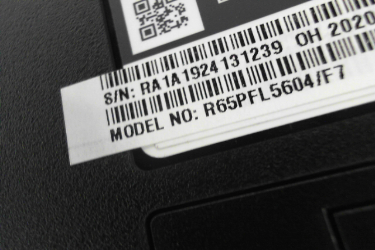 S/N: RA1A1924131239 OH 2020
MODEL NO: R65PFL5604/F7